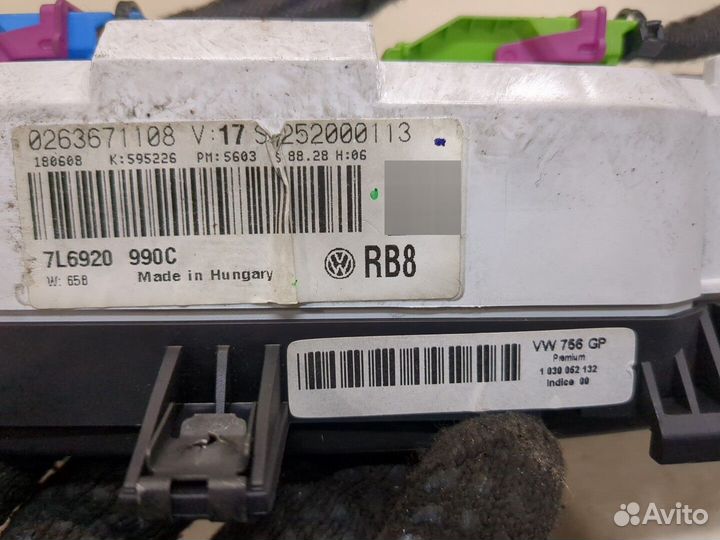 0263671108 V:17 S 252000113
180608 K:595226 PM:5603 S 88.28 H:06
7L6920 990C
RB8
W: 658 Made in Hungary
VW 756 GP
Premium
1 030 052 132
Indice 00
Avito